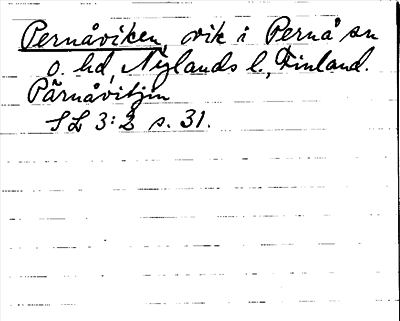 Pernåviken, vik i Pernå sn
o. hd, Nylands l., Finland.
Pärnåvitjin
SL 3:2 s. 31.